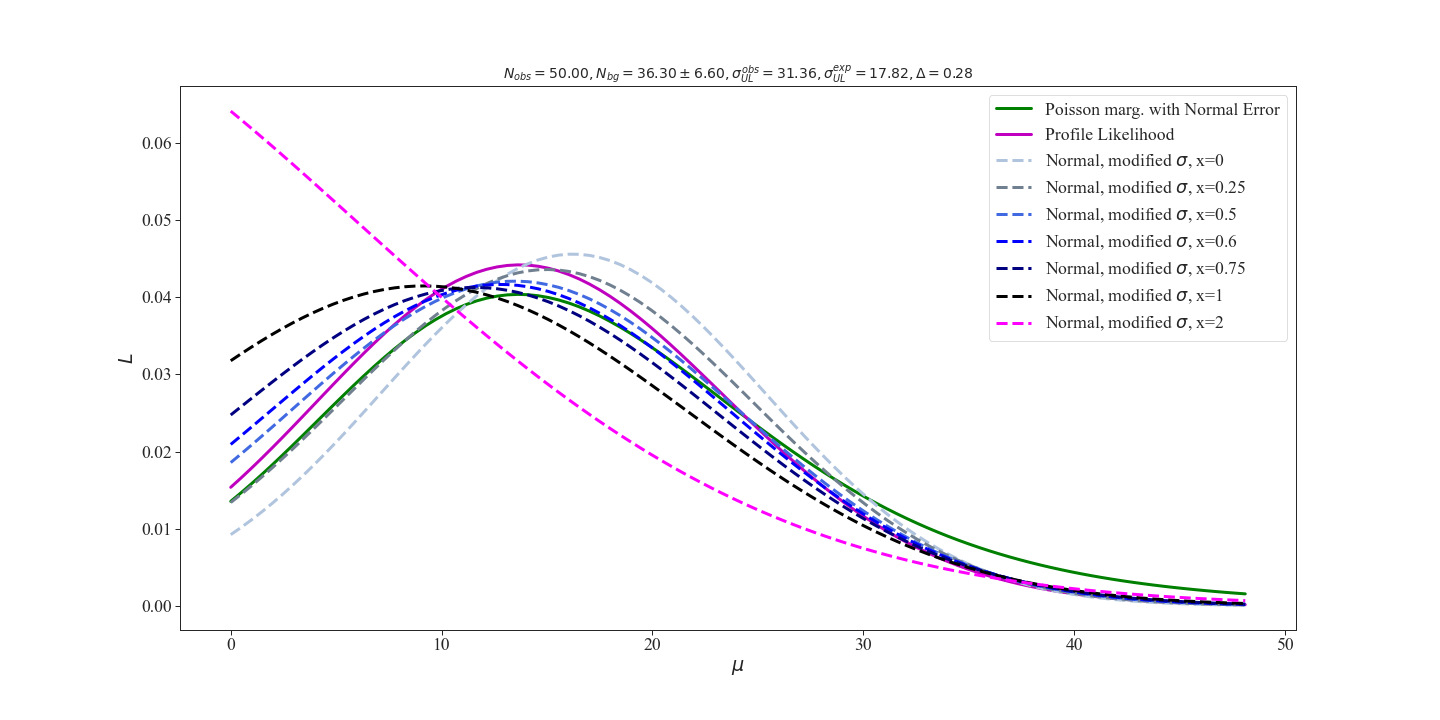 N_obs = 50.00, N_bg = 36.30 ± 6.60, σ_UL^obs = 31.36, σ_UL^exp = 17.82, Δ = 0.28
Poisson marg. with Normal Error
Profile Likelihood
Normal, modified σ, x=0
Normal, modified σ, x=0.25
Normal, modified σ, x=0.5
Normal, modified σ, x=0.6
Normal, modified σ, x=0.75
Normal, modified σ, x=1
Normal, modified σ, x=2
0.06
0.05
0.04
0.03
0.02
0.01
0.00
L
0 10 20 30 40 50
μ